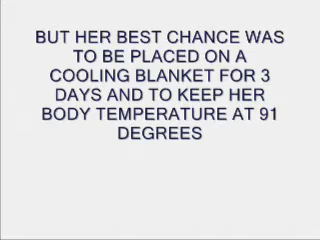 BUT HER BEST CHANCE WAS
TO BE PLACED ON A
COOLING BLANKET FOR 3
DAYS AND TO KEEP HER
BODY TEMPERATURE AT 91
DEGREES